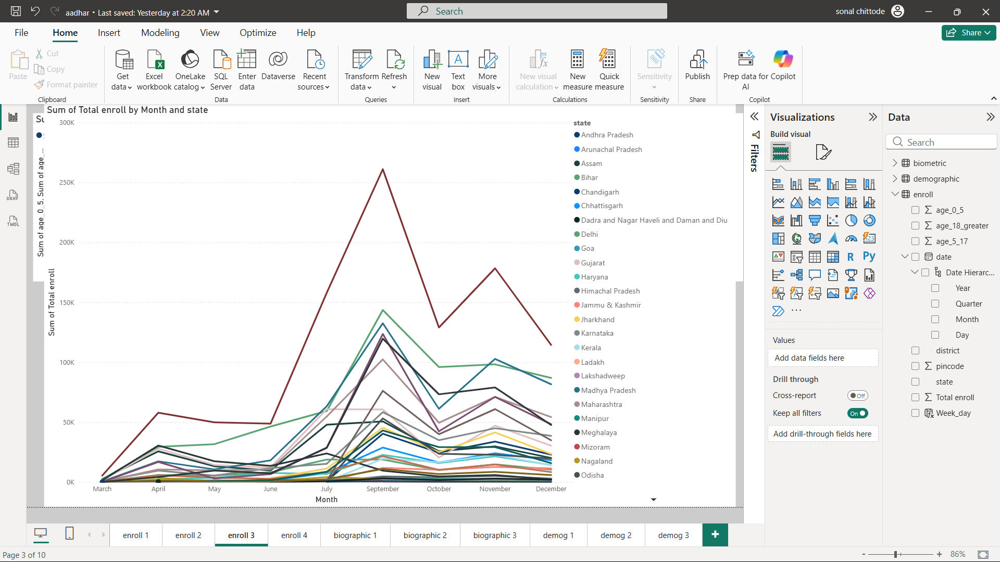 aadhar • Last saved: Yesterday at 2:20 AM
Search
sonal chittode
File
Home
Insert
Modeling
View
Optimize
Help
Share
Paste
Cut
Copy
Format painter
Clipboard
Get data
Excel workbook
OneLake catalog
SQL Server
Enter data
Dataverse
Recent sources
Data
Transform data
Refresh
Queries
New visual
Text box
More visuals
Insert
New visual calculation
New measure
Quick measure
Calculations
Sensitivity
Sensitivity
Publish
Share
Prep data for AI
Copilot
Copilot
DAX
TMDL
Su
Sum of age_0_5, Sum of age_...
Sum of Total enroll by Month and state
Sum of Total enroll
300K
250K
200K
150K
100K
50K
0K
March
April
May
June
July
September
October
November
December
Month
state
Andhra Pradesh
Arunachal Pradesh
Assam
Bihar
Chandigarh
Chhattisgarh
Dadra and Nagar Haveli and Daman and Diu
Delhi
Goa
Gujarat
Haryana
Himachal Pradesh
Jammu & Kashmir
Jharkhand
Karnataka
Kerala
Ladakh
Lakshadweep
Madhya Pradesh
Maharashtra
Manipur
Meghalaya
Mizoram
Nagaland
Odisha
Filters
Visualizations
Build visual
123
R
Py
...
Values
Add data fields here
Drill through
Cross-report
Off
Keep all filters
On
Add drill-through fields here
Data
Search
biometric
demographic
enroll
age_0_5
age_18_greater
age_5_17
date
Date Hierarc...
Year
Quarter
Month
Day
district
pincode
state
Total enroll
Week_day
enroll 1
enroll 2
enroll 3
enroll 4
biographic 1
biographic 2
biographic 3
demog 1
demog 2
demog 3
+
Page 3 of 10
- + 86%